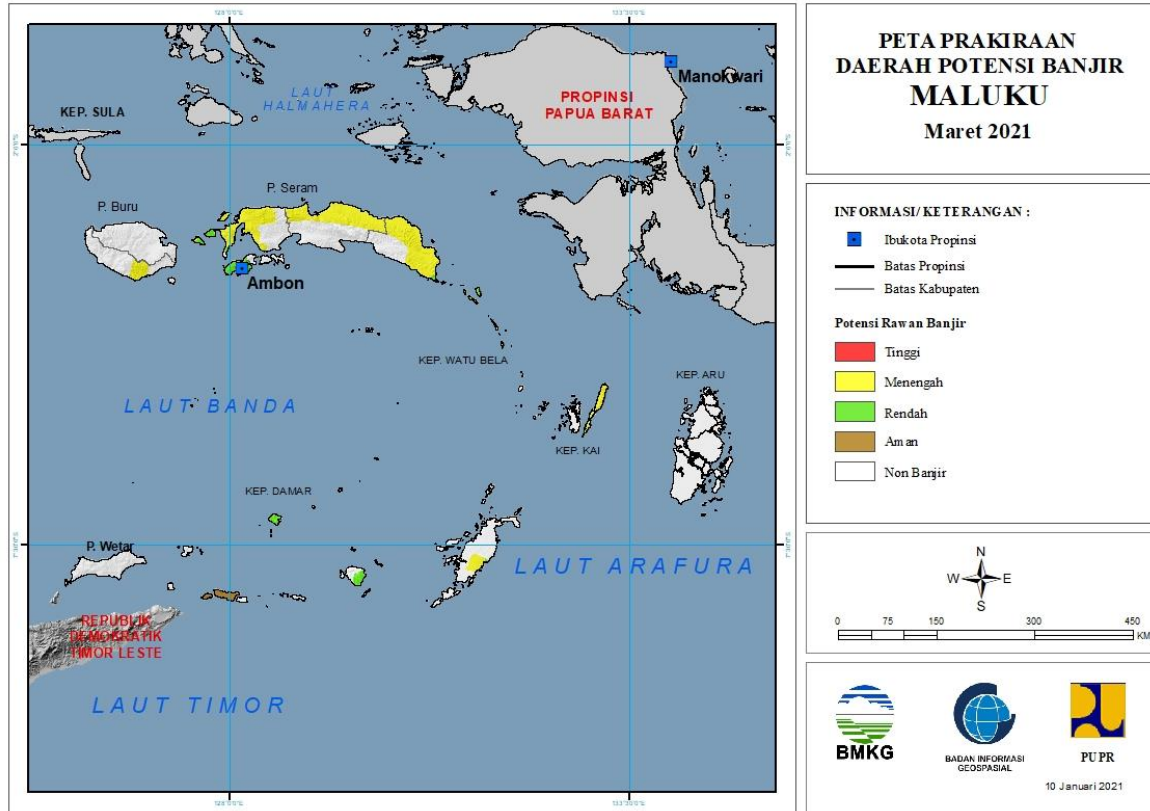 PETA PRAKIRAAN
DAERAH POTENSI BANJIR
MALUKU
Maret 2021
INFORMASI/KETERANGAN :
Ibukota Propinsi
Batas Propinsi
Batas Kabupaten
Potensi Rawan Banjir
Tinggi
Menengah
Rendah
Aman
Non Banjir
N
W E
S
0 75 150 300 450
KM
BMKG
BADAN INFORMASI
GEOSPASIAL
PUPR
10 Januari 2021
Manokwari
LAUT
HALMAHERA
PROPINSI
PAPUA BARAT
KEP. SULA
P. Seram
P. Buru
Ambon
KEP. WATU BELA
KEP. ARU
LAUT BANDA
KEP. KAI
KEP. DAMAR
P. Wetar
LAUT ARAFURA
REPUBLIK
DEMOKRATIK
TIMOR LESTE
LAUT TIMOR